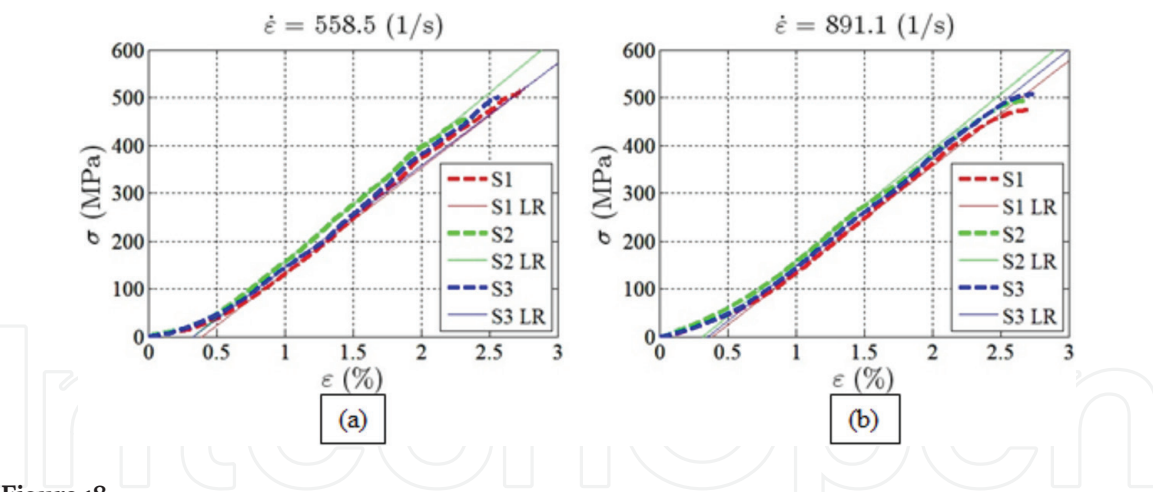 ε̇ = 558.5 (1/s)
600
500
400
300
200
100
0
σ (MPa)
S1
S1 LR
S2
S2 LR
S3
S3 LR
0 0.5 1 1.5 2 2.5 3
ε (%)
(a)
ε̇ = 891.1 (1/s)
600
500
400
300
200
100
0
σ (MPa)
S1
S1 LR
S2
S2 LR
S3
S3 LR
0 0.5 1 1.5 2 2.5 3
ε (%)
(b)